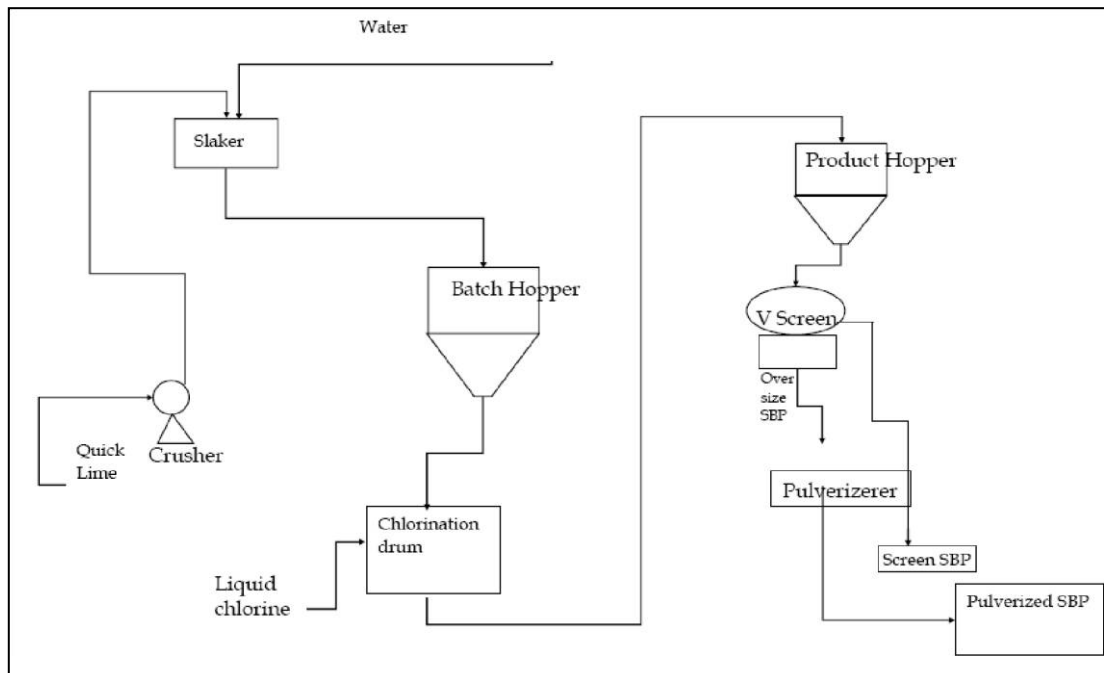 Water
Slaker
Product Hopper
Batch Hopper
V Screen
Over
size
SBP
Quick
Lime
Crusher
Pulverizerer
Chlorination
drum
Screen SBP
Liquid
chlorine
Pulverized SBP